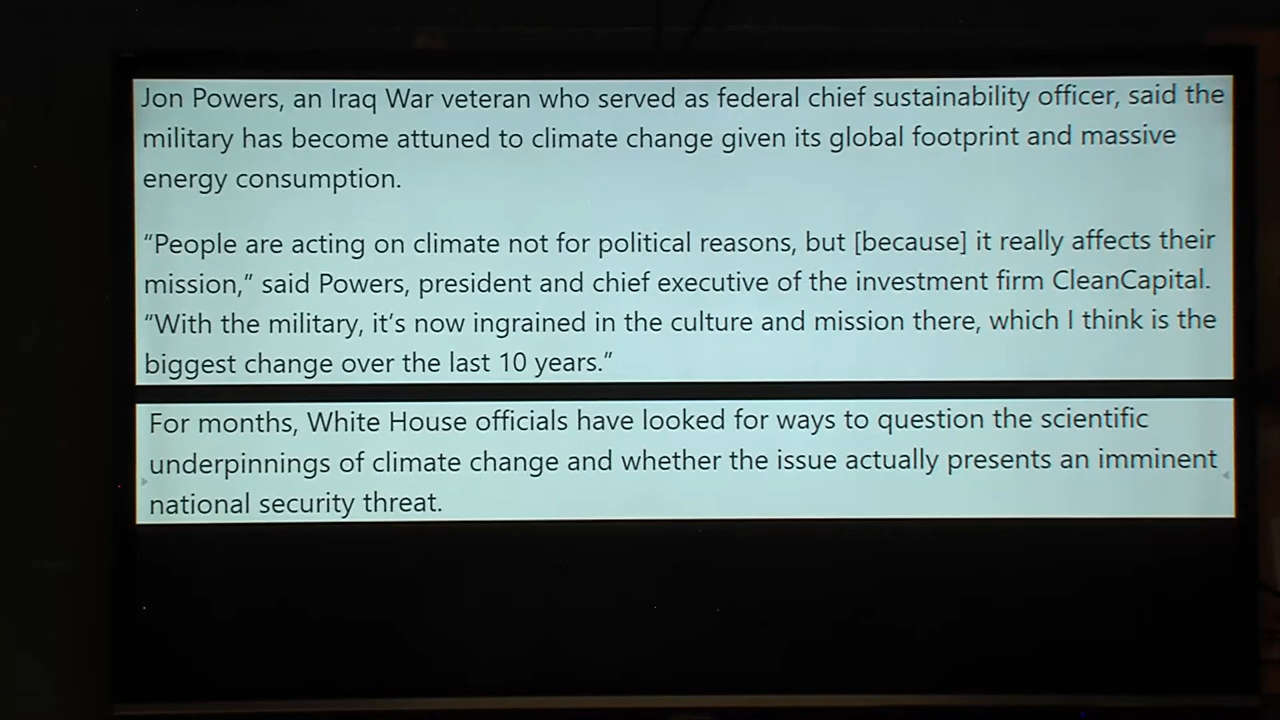 Jon Powers, an Iraq War veteran who served as federal chief sustainability officer, said the
military has become attuned to climate change given its global footprint and massive
energy consumption.
“People are acting on climate not for political reasons, but [because] it really affects their
mission,” said Powers, president and chief executive of the investment firm CleanCapital.
“With the military, it’s now ingrained in the culture and mission there, which I think is the
biggest change over the last 10 years.”
For months, White House officials have looked for ways to question the scientific
underpinnings of climate change and whether the issue actually presents an imminent
national security threat.